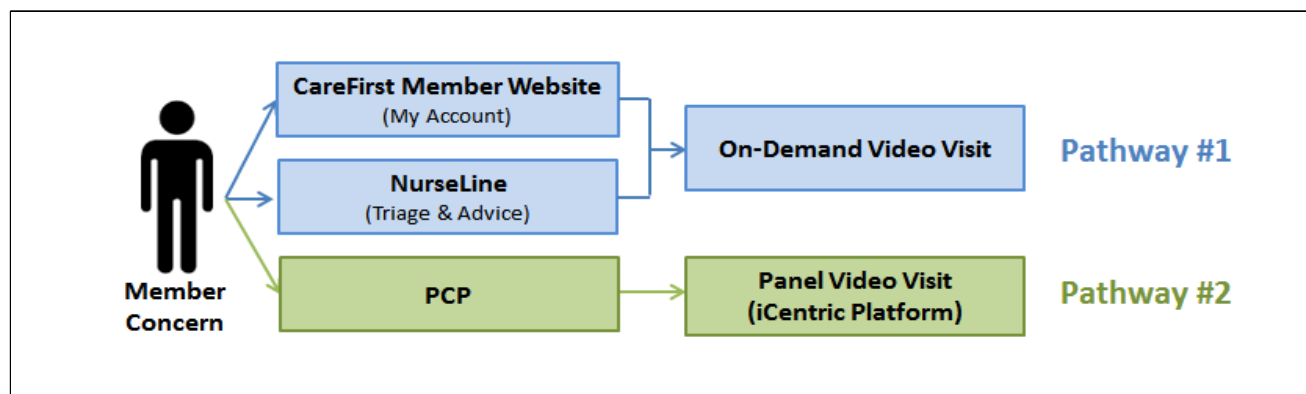 CareFirst Member Website
(My Account)
On-Demand Video Visit
Pathway #1
NurseLine
(Triage & Advice)
Member
Concern
PCP
Panel Video Visit
(iCentric Platform)
Pathway #2